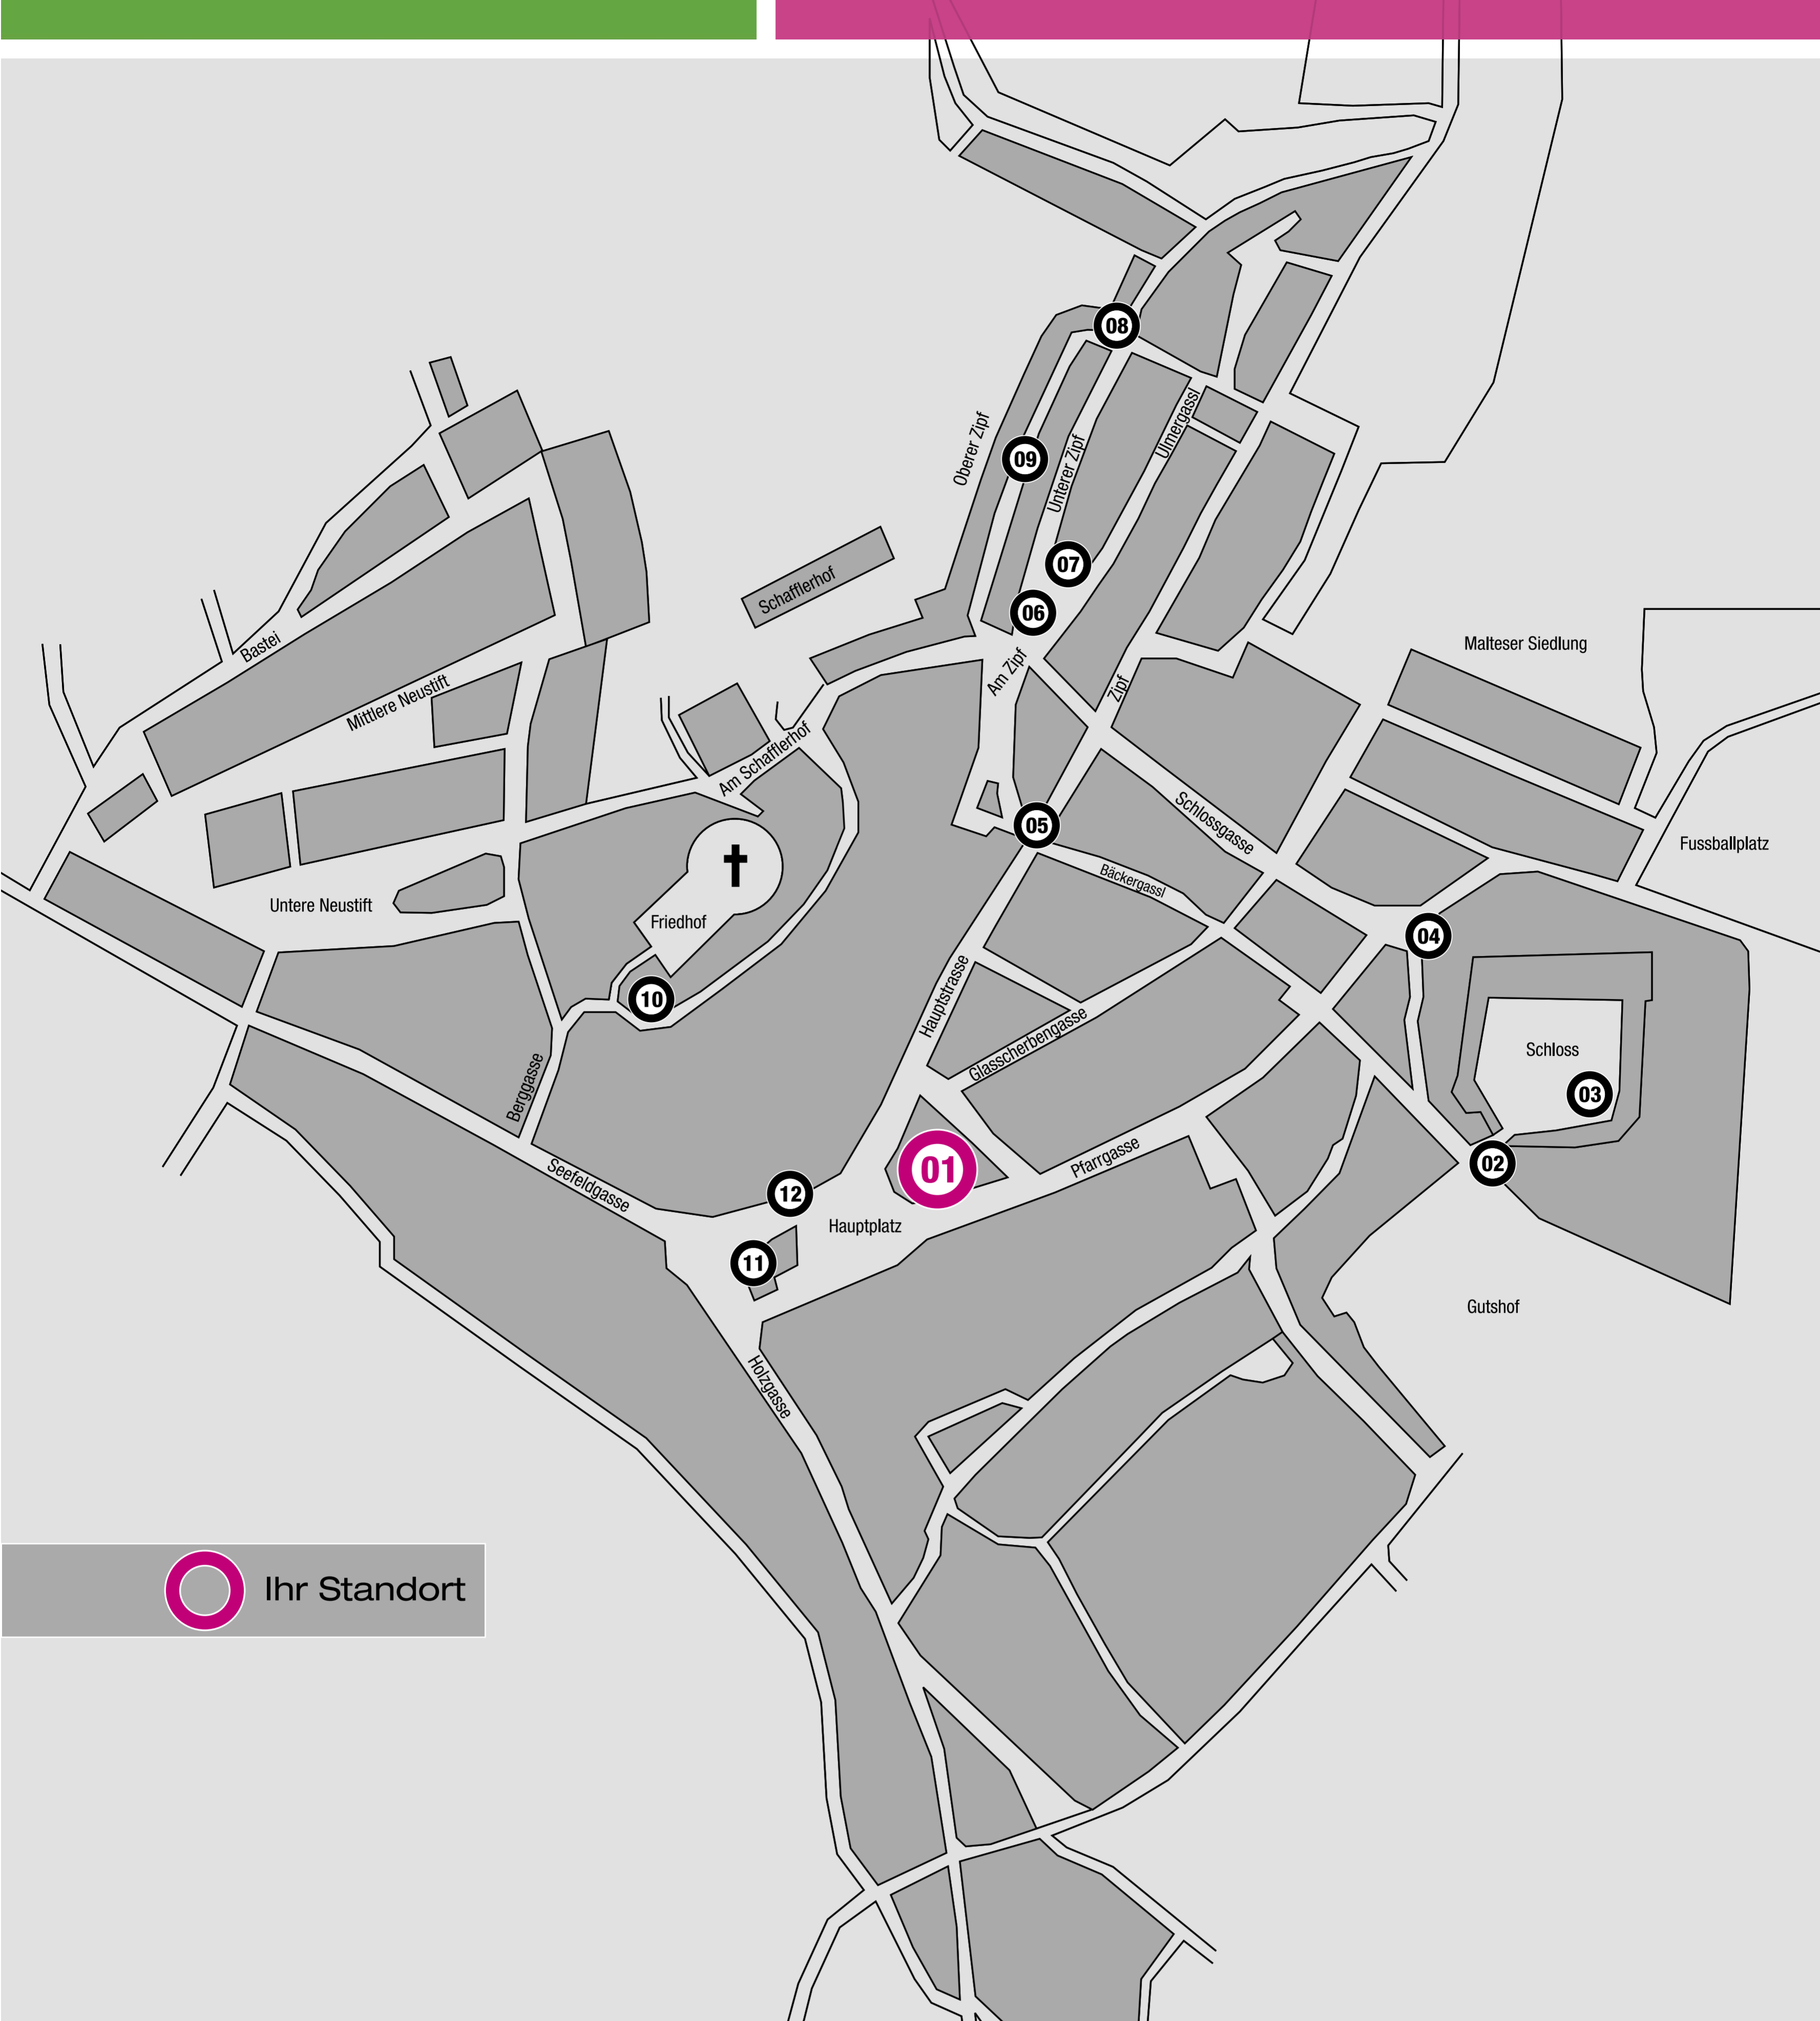 08
Oberer Zipf
09
Unterer Zipf
Ulmergassl
07
Schafflerhof
06
Bastei
Malteser Siedlung
Am Zipf
Zipf
Mittlere Neustift
Am Schafflerhof
05
Schlossgasse
Fussballplatz
Bäckergassl
Untere Neustift
Friedhof
04
10
Hauptstrasse
Glasscherbengasse
Schloss
03
Berggasse
Pfarrgasse
02
01
Seefeldgasse
12
Hauptplatz
11
Gutshof
Holzgasse
Ihr Standort